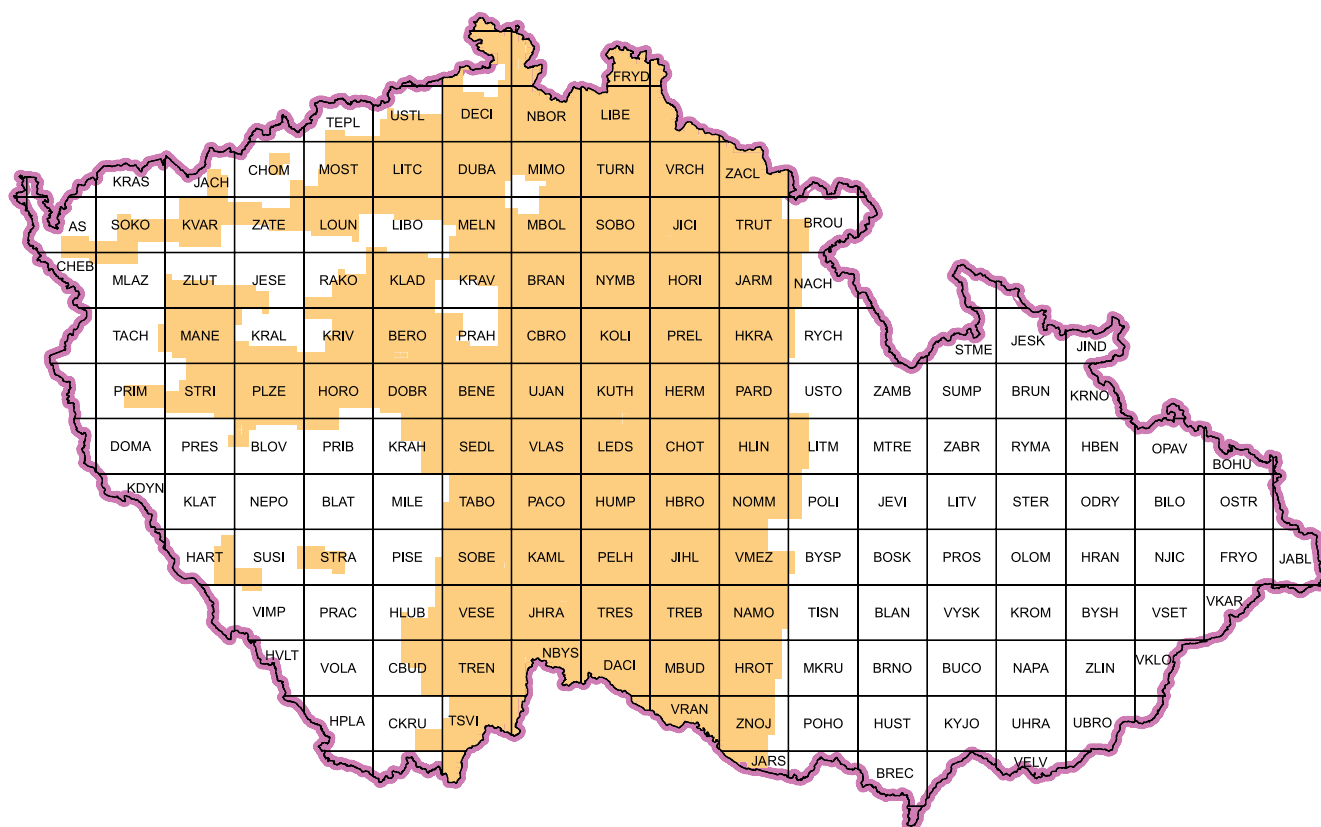 FRYD
TEPL USTL DECI NBOR LIBE
KRAS JACH CHOM MOST LITC DUBA MIMO TURN VRCH ZACL
AS SOKO KVAR ZATE LOUN LIBO MELN MBOL SOBO JICI TRUT BROU
CHEB MLAZ ZLUT JESE RAKO KLAD KRAV BRAN NYMB HORI JARM NACH
TACH MANE KRAL KRIV BERO PRAH CBRO KOLI PREL HKRA RYCH STME JESK JIND
PRIM STRI PLZE HORO DOBR BENE UJAN KUTH HERM PARD USTO ZAMB SUMP BRUN KRNO
DOMA PRES BLOV PRIB KRAH SEDL VLAS LEDS CHOT HLIN LITM MTRE ZABR RYMA HBEN OPAV BOHU
KDYN KLAT NEPO BLAT MILE TABO PACO HUMP HBRO NOMM POLI JEVI LITV STER ODRY BILO OSTR
HART SUSI STRA PISE SOBE KAML PELH JIHL VMEZ BYSP BOSK PROS OLOM HRAN NJIC FRYO JABL
VIMP PRAC HLUB VESE JHRA TRES TREB NAMO TISN BLAN VYSK KROM BYSH VSET VKAR
HVLT VOLA CBUD TREN NBYS DACI MBUD HROT MKRU BRNO BUCO NAPA ZLIN VKLO
HPLA CKRU TSVI VRAN ZNOJ POHO HUST KYJO UHRA UBRO
JARS BREC VELV